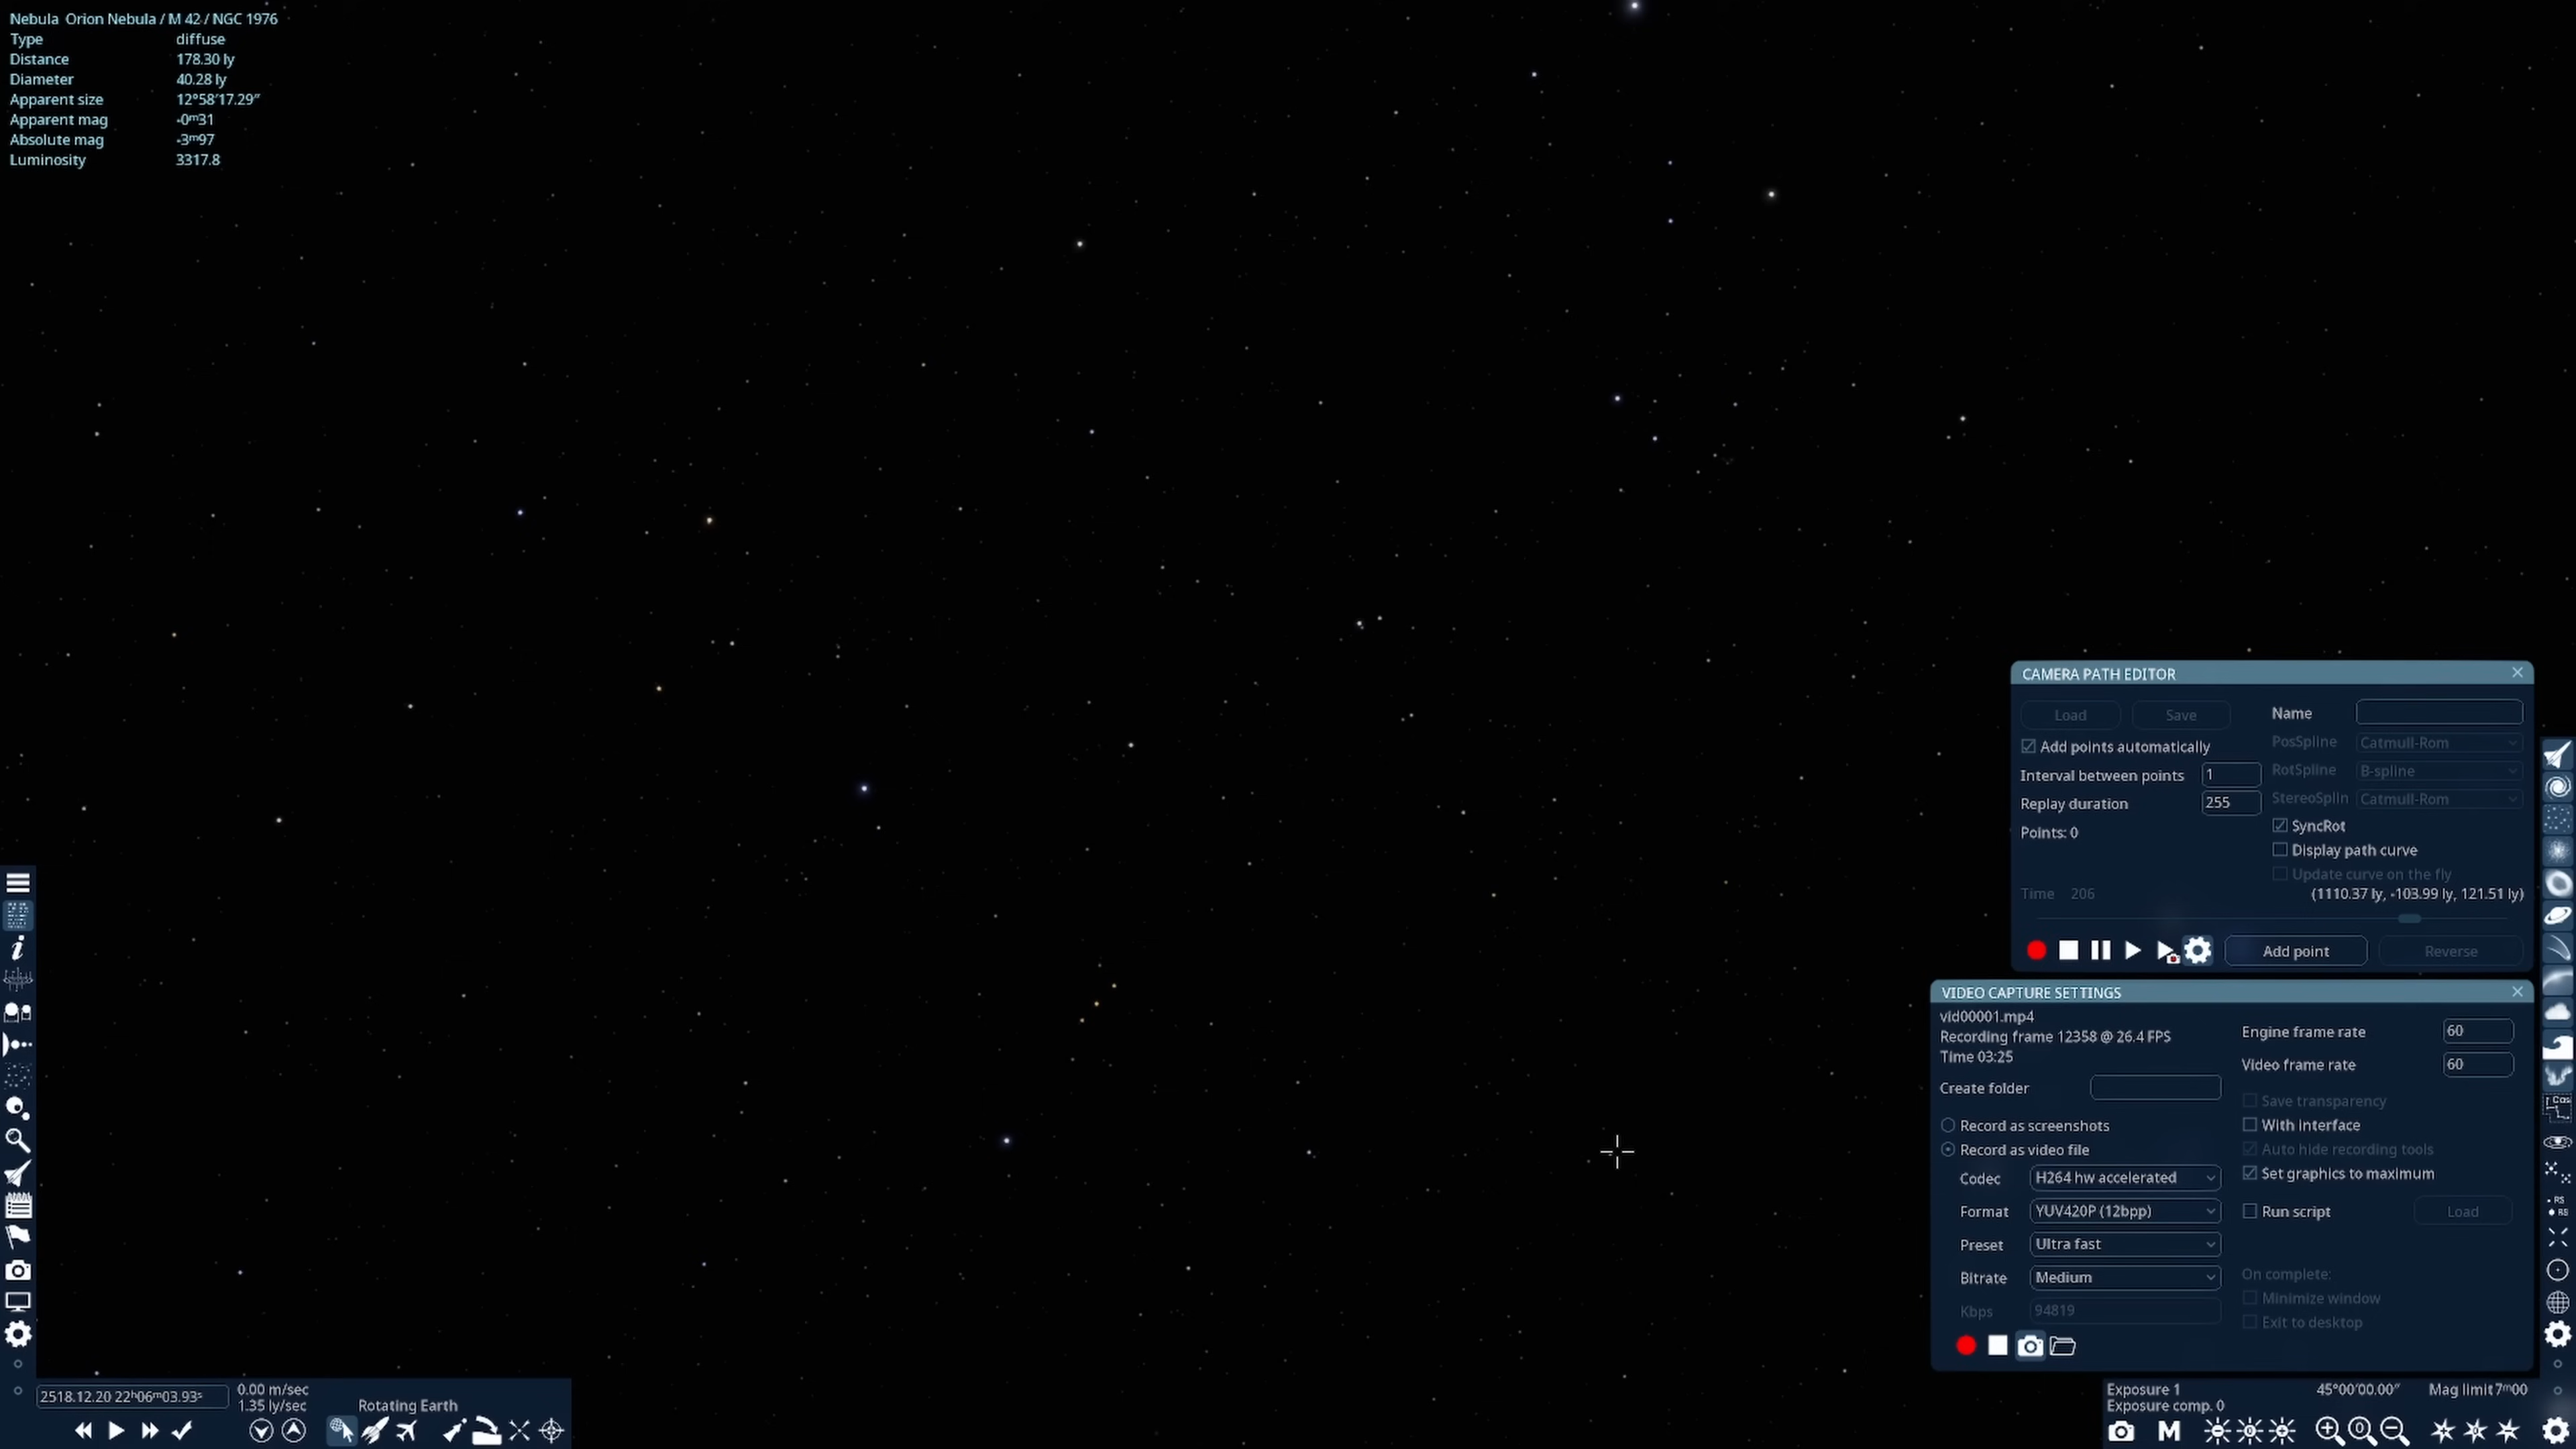 Nebula Orion Nebula / M 42 / NGC 1976
Type diffuse
Distance 178.30 ly
Diameter 40.28 ly
Apparent size 12°58′17.29″
Apparent mag -0ᵐ31
Absolute mag -3ᵐ97
Luminosity 3317.8
CAMERA PATH EDITOR
Load Save Name
Add points automatically PosSpline Catmull-Rom
Interval between points 1 RotSpline B-spline
Replay duration 255 StereoSplin Catmull-Rom
Points: 0 SyncRot
Display path curve
Update curve on the fly
Time 206 (1110.37 ly, -103.99 ly, 121.51 ly)
Add point Reverse
VIDEO CAPTURE SETTINGS
vid00001.mp4
Recording frame 12358 @ 26.4 FPS Engine frame rate 60
Time 03:25 Video frame rate 60
Create folder
Save transparency
Record as screenshots With interface
Record as video file Auto hide recording tools
Codec H264 hw accelerated Set graphics to maximum
Format YUV420P (12bpp) Run script Load
Preset Ultra fast
Bitrate Medium On complete:
Minimize window
Kbps 94819 Exit to desktop
2518.12.20 22ʰ06ᵐ03.93ˢ 0.00 m/sec
1.35 ly/sec Rotating Earth
Exposure 1 45°00′00.00″ Mag limit 7ᵐ00
Exposure comp. 0
M
Cas
RS
RS